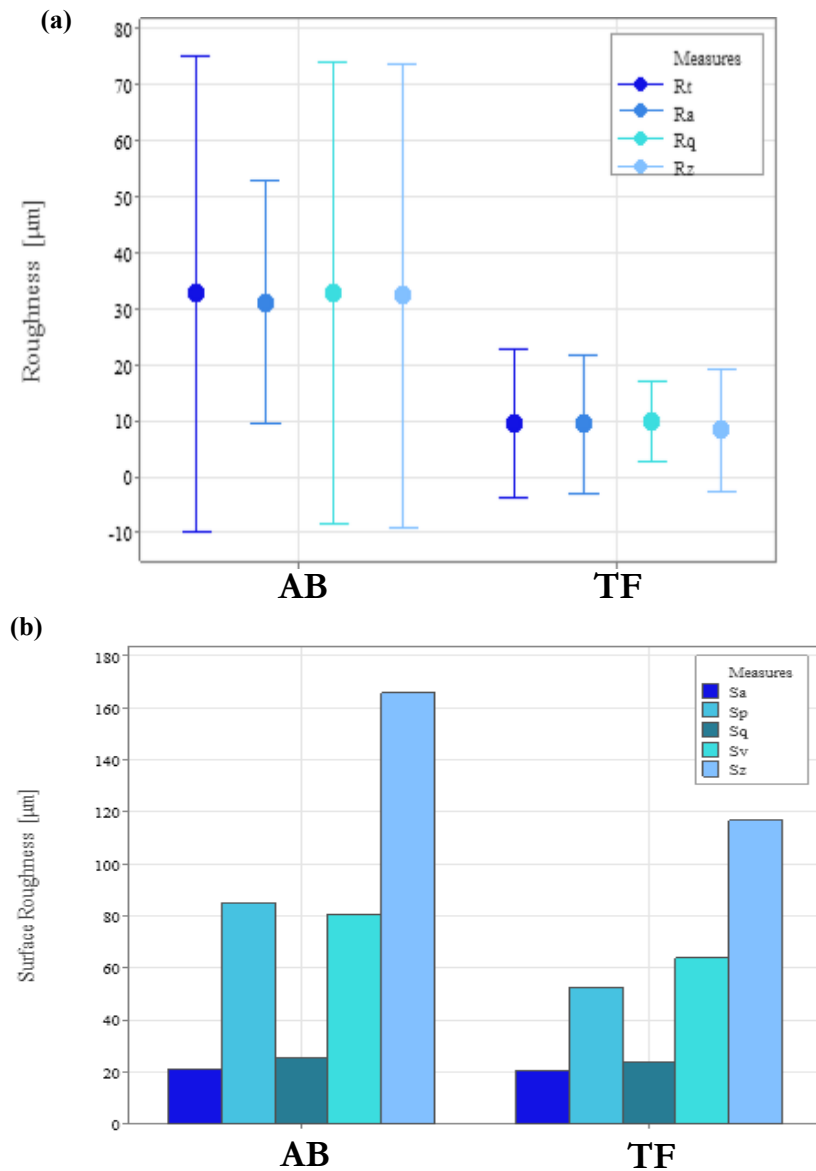 (a)
Roughness [μm]
80
70
60
50
40
30
20
10
0
-10
Measures
Rt
Ra
Rq
Rz
AB TF
(b)
Surface Roughness [μm]
180
160
140
120
100
80
60
40
20
0
Measures
Sa
Sp
Sq
Sv
Sz
AB TF